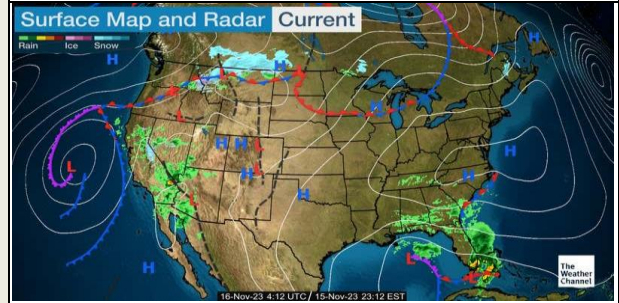 Surface Map and Radar Current
Rain Ice Snow
H
H
H
H
L
L
H H L
H
L
H
L
H
L
H
H
L
H
The
Weather
Channel
16-Nov-23 4:12 UTC / 15-Nov-23 23:12 EST